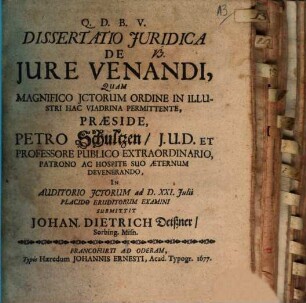 Q. D. B. V.
DISSERTATIO JURIDICA
DE
JURE VENANDI,
QUAM
MAGNIFICO JCTORUM ORDINE IN ILLU-
STRI HAC VIADRINA PERMITTENTE,
PRÆSIDE,
PETRO Schultzen / J.U.D. ET
PROFESSORE PUBLICO EXTRAORDINARIO,
PATRONO AC HOSPITE SUO ÆTERNUM
DEVENERANDO,
IN
AUDITORIO JCTORUM ad D. XXI. Julii
PLACIDO ERUDITORUM EXAMINI
SUBMITTIT
JOHAN. DIETRICH Deißner /
Sorbig. Misn.
FRANCOFURTI AD ODERAM,
Typis Hæredum JOHANNIS ERNESTI, Acad. Typogr. 1677.